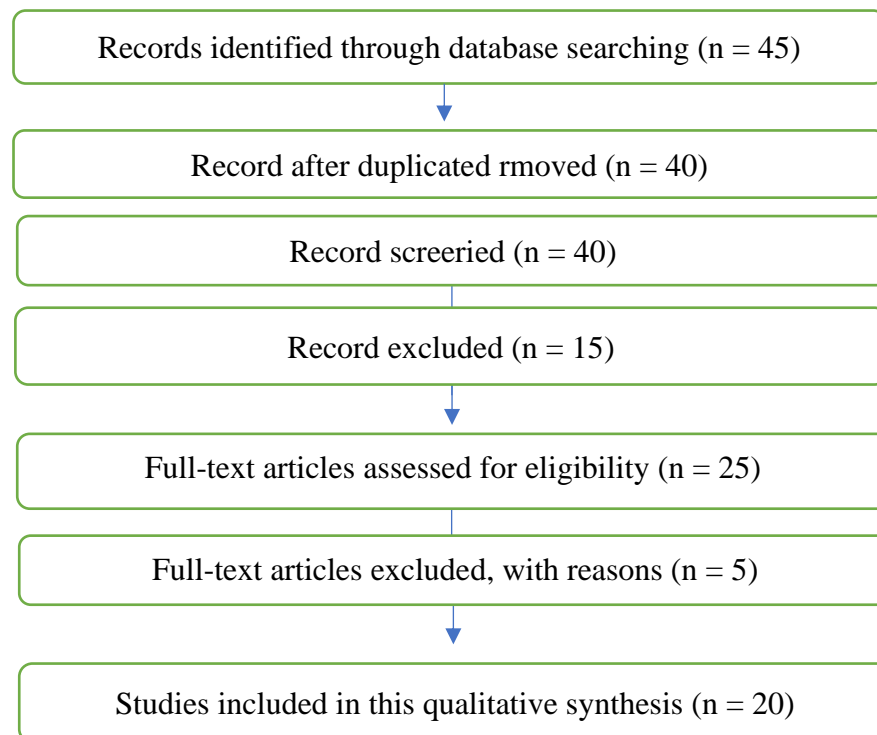 Records identified through database searching (n = 45)
Record after duplicated rmoved (n = 40)
Record screeried (n = 40)
Record excluded (n = 15)
Full-text articles assessed for eligibility (n = 25)
Full-text articles excluded, with reasons (n = 5)
Studies included in this qualitative synthesis (n = 20)